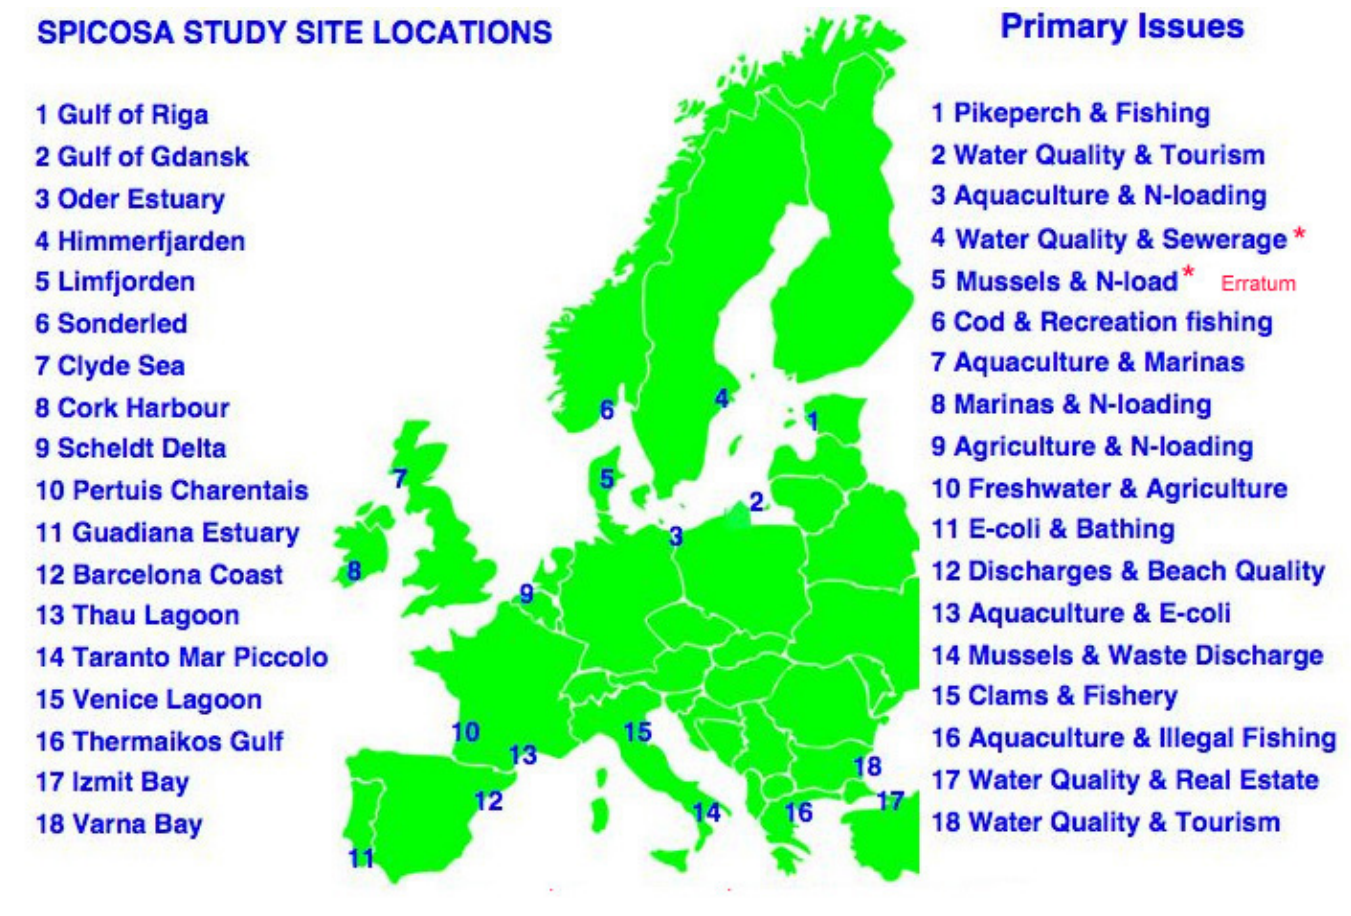 SPICOSA STUDY SITE LOCATIONS
1 Gulf of Riga
2 Gulf of Gdansk
3 Oder Estuary
4 Himmerfjarden
5 Limfjorden
6 Sonderled
7 Clyde Sea
8 Cork Harbour
9 Scheldt Delta
10 Pertuis Charentais
11 Guadiana Estuary
12 Barcelona Coast
13 Thau Lagoon
14 Taranto Mar Piccolo
15 Venice Lagoon
16 Thermaikos Gulf
17 Izmit Bay
18 Varna Bay
6
4
1
7
5
2
3
8
9
10
13
15
18
12
14
16
17
11
Primary Issues
1 Pikeperch & Fishing
2 Water Quality & Tourism
3 Aquaculture & N-loading
4 Water Quality & Sewerage *
5 Mussels & N-load * Erratum
6 Cod & Recreation fishing
7 Aquaculture & Marinas
8 Marinas & N-loading
9 Agriculture & N-loading
10 Freshwater & Agriculture
11 E-coli & Bathing
12 Discharges & Beach Quality
13 Aquaculture & E-coli
14 Mussels & Waste Discharge
15 Clams & Fishery
16 Aquaculture & Illegal Fishing
17 Water Quality & Real Estate
18 Water Quality & Tourism